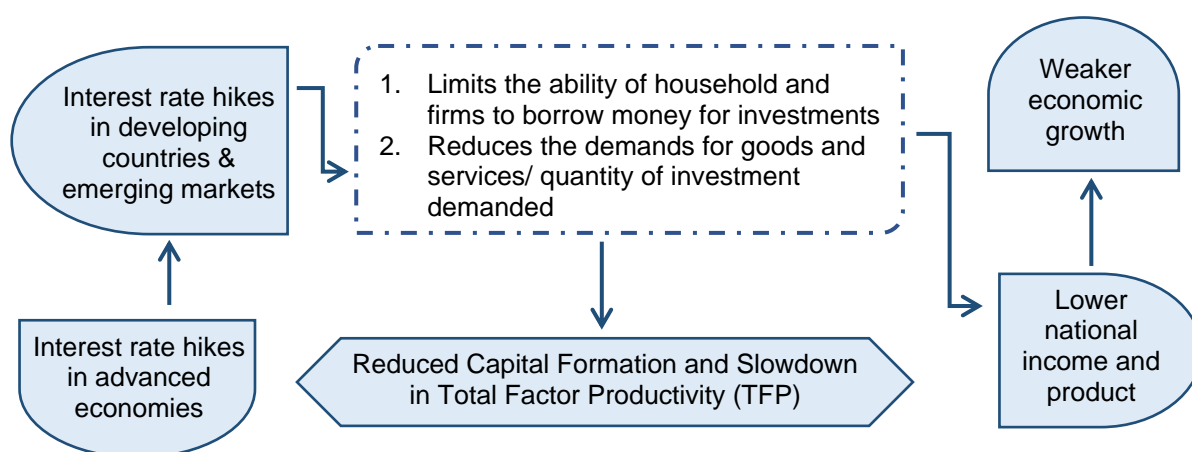 Interest rate hikes
in developing
countries &
emerging markets
1. Limits the ability of household and
firms to borrow money for investments
2. Reduces the demands for goods and
services/ quantity of investment
demanded
Weaker
economic
growth
Interest rate hikes
in advanced
economies
Reduced Capital Formation and Slowdown
in Total Factor Productivity (TFP)
Lower
national
income and
product